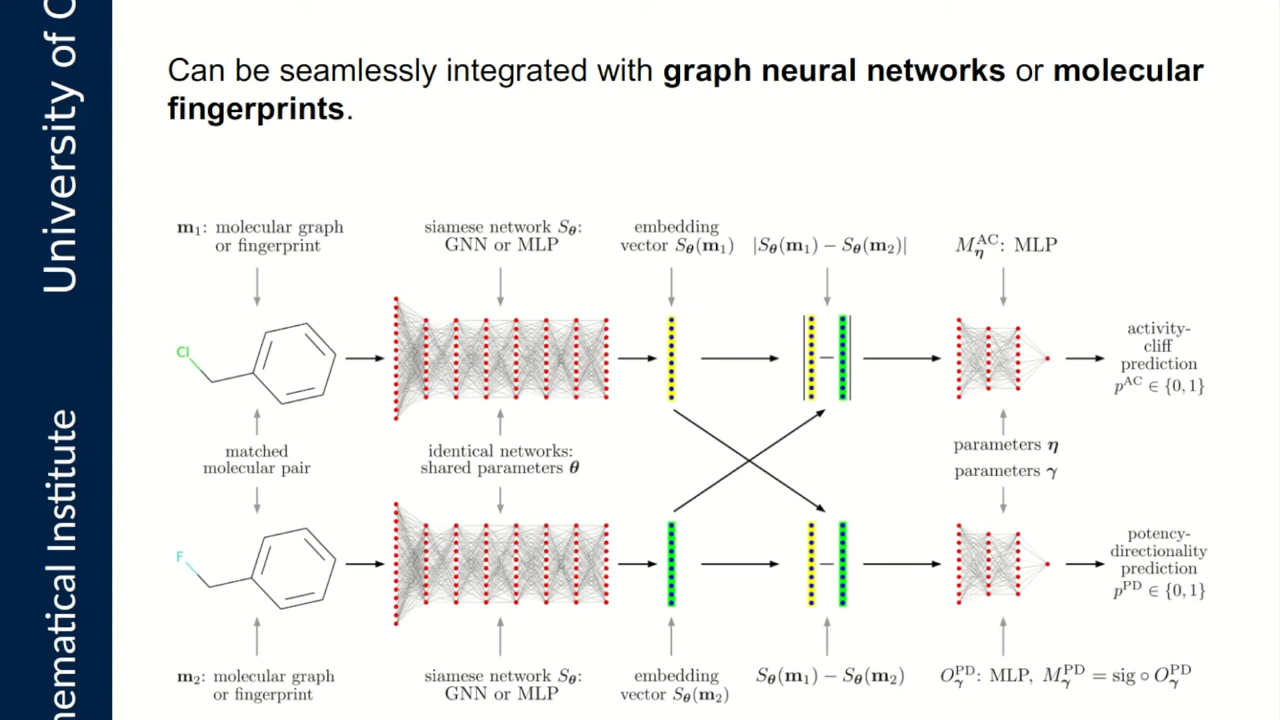 University of
hematical Institute
Can be seamlessly integrated with graph neural networks or molecular
fingerprints.
m₁: molecular graph
or fingerprint
siamese network S_θ:
GNN or MLP
embedding
vector S_θ(m₁)
|S_θ(m₁) − S_θ(m₂)|
M_η^AC: MLP
Cl
activity-
cliff
prediction
p^AC ∈ {0, 1}
matched
molecular pair
identical networks:
shared parameters θ
parameters η
parameters γ
F
potency-
directionality
prediction
p^PD ∈ {0, 1}
m₂: molecular graph
or fingerprint
siamese network S_θ:
GNN or MLP
embedding
vector S_θ(m₂)
S_θ(m₁) − S_θ(m₂)
O_γ^PD: MLP, M_γ^PD = sig ∘ O_γ^PD